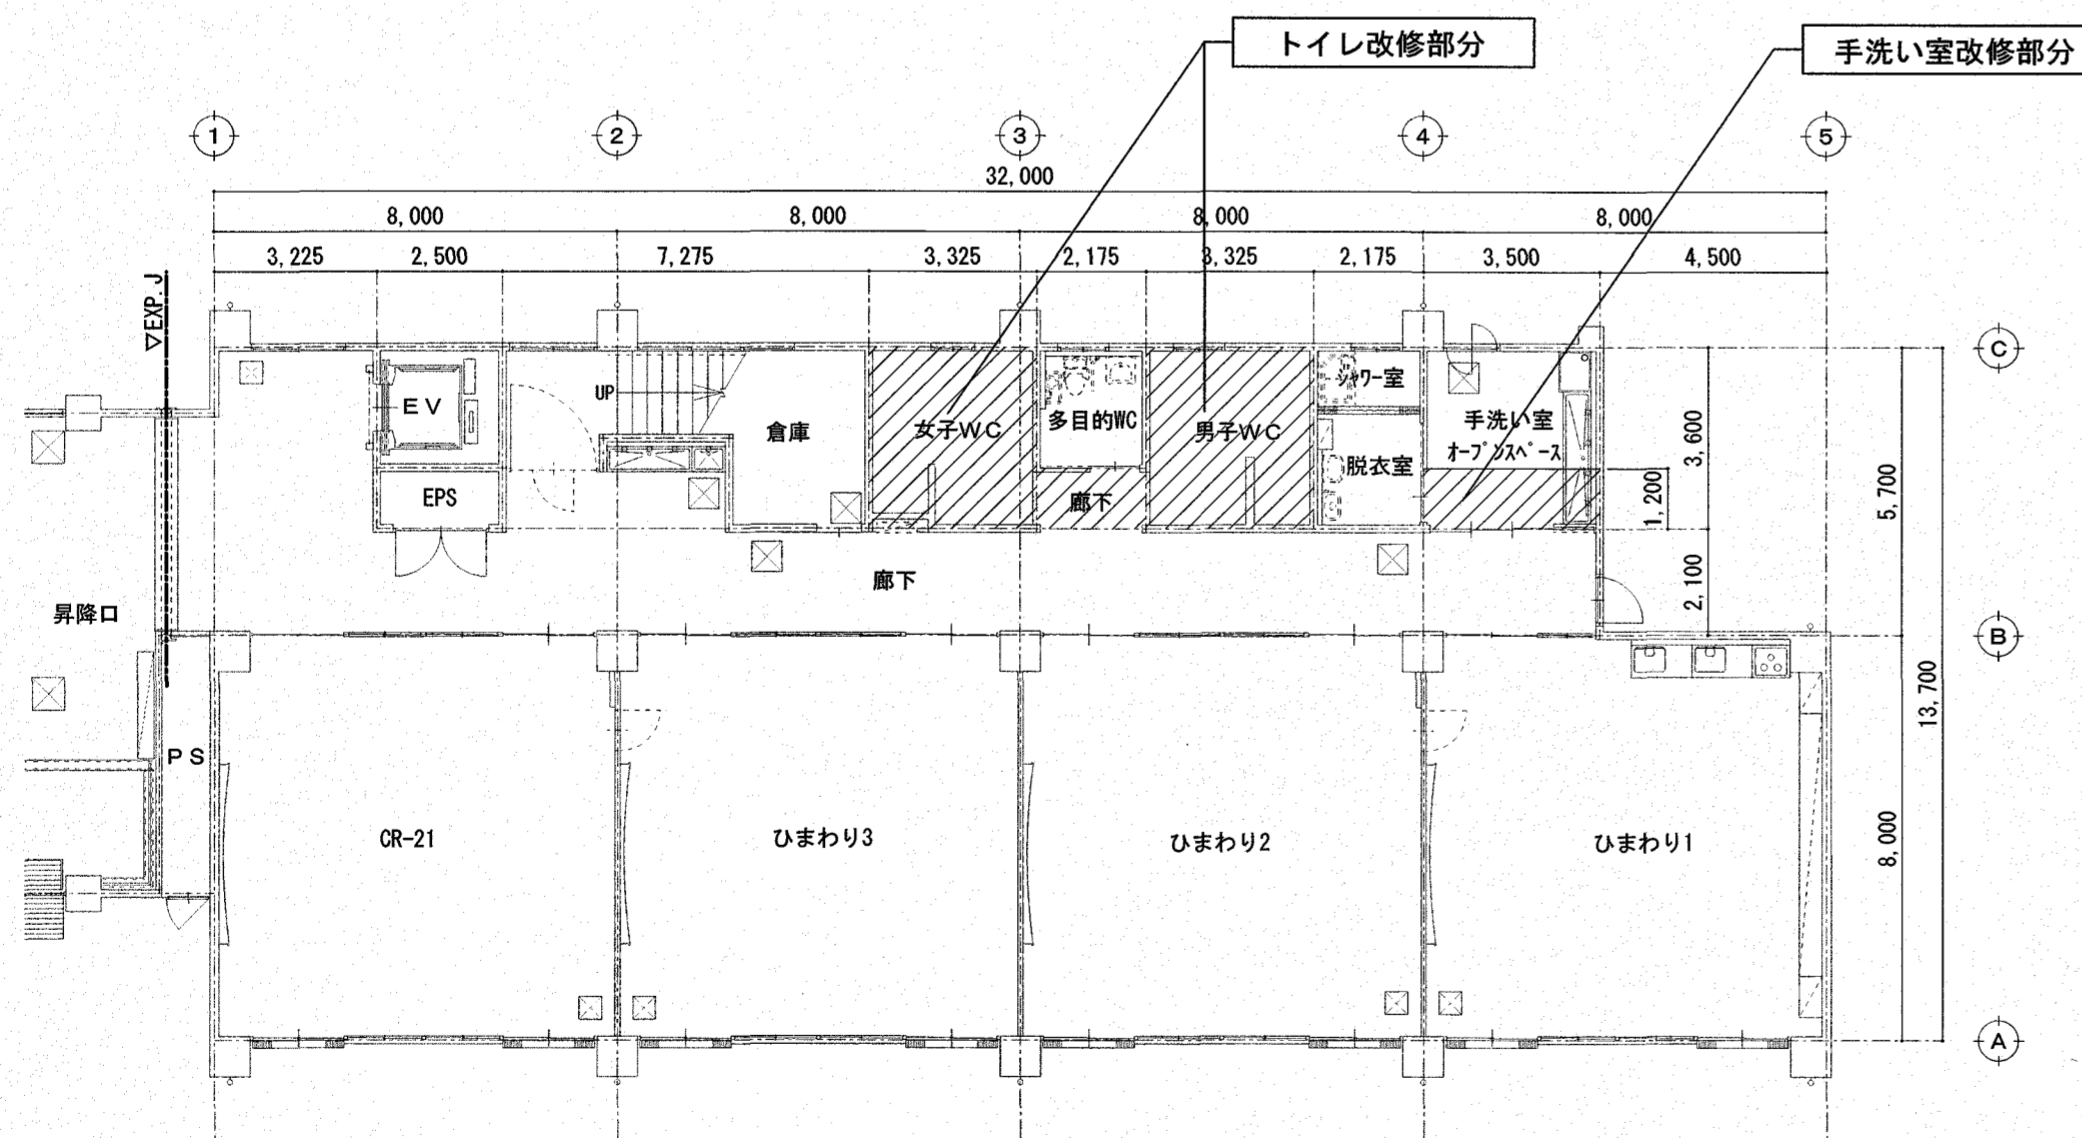 トイレ改修部分
手洗い室改修部分
1
2
3
4
5
32,000
8,000
8,000
8,000
8,000
3,225
2,500
7,275
3,325
2,175
3,325
2,175
3,500
4,500
▽EXP.J
C
UP
EV
倉庫
女子WC
多目的WC
男子WC
シャワー室
脱衣室
手洗い室
オープンスペース
3,600
5,700
1,200
EPS
廊下
廊下
2,100
昇降口
B
13,700
PS
CR-21
ひまわり3
ひまわり2
ひまわり1
8,000
A